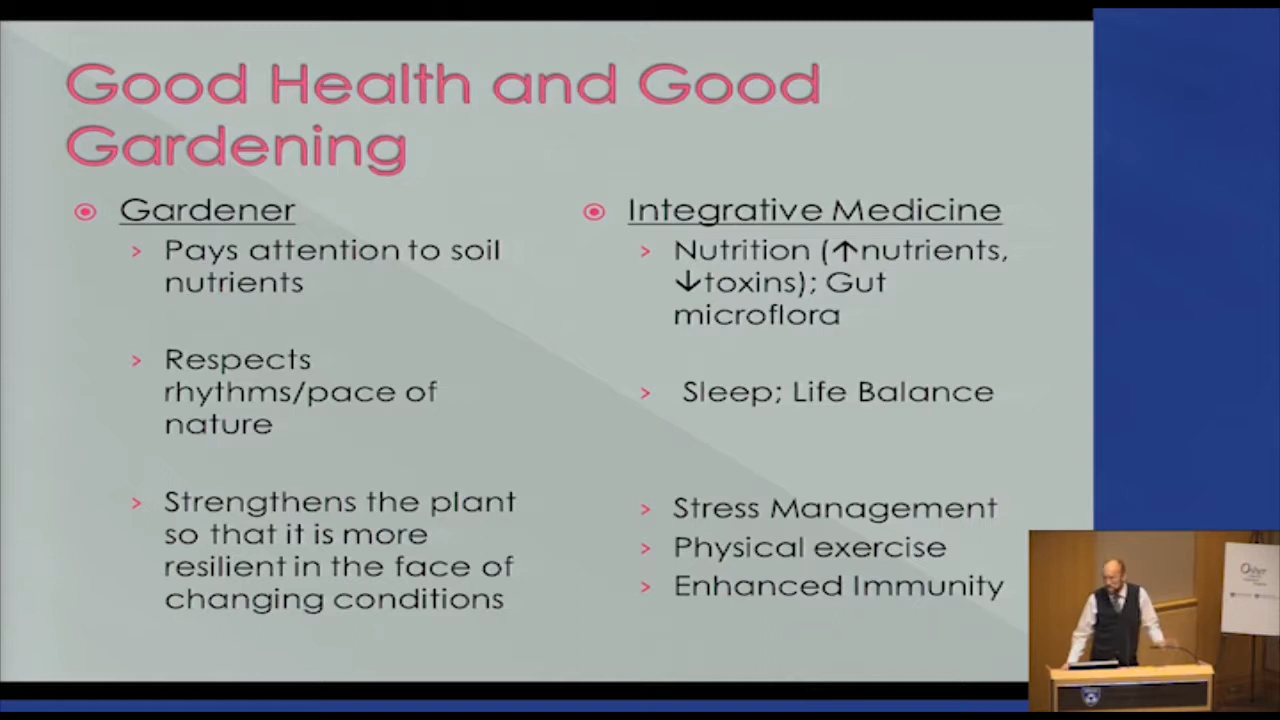 Good Health and Good
Gardening
Gardener
Pays attention to soil
nutrients
Respects
rhythms/pace of
nature
Strengthens the plant
so that it is more
resilient in the face of
changing conditions
Integrative Medicine
Nutrition (↑nutrients,
↓toxins); Gut
microflora
Sleep; Life Balance
Stress Management
Physical exercise
Enhanced Immunity
Osher